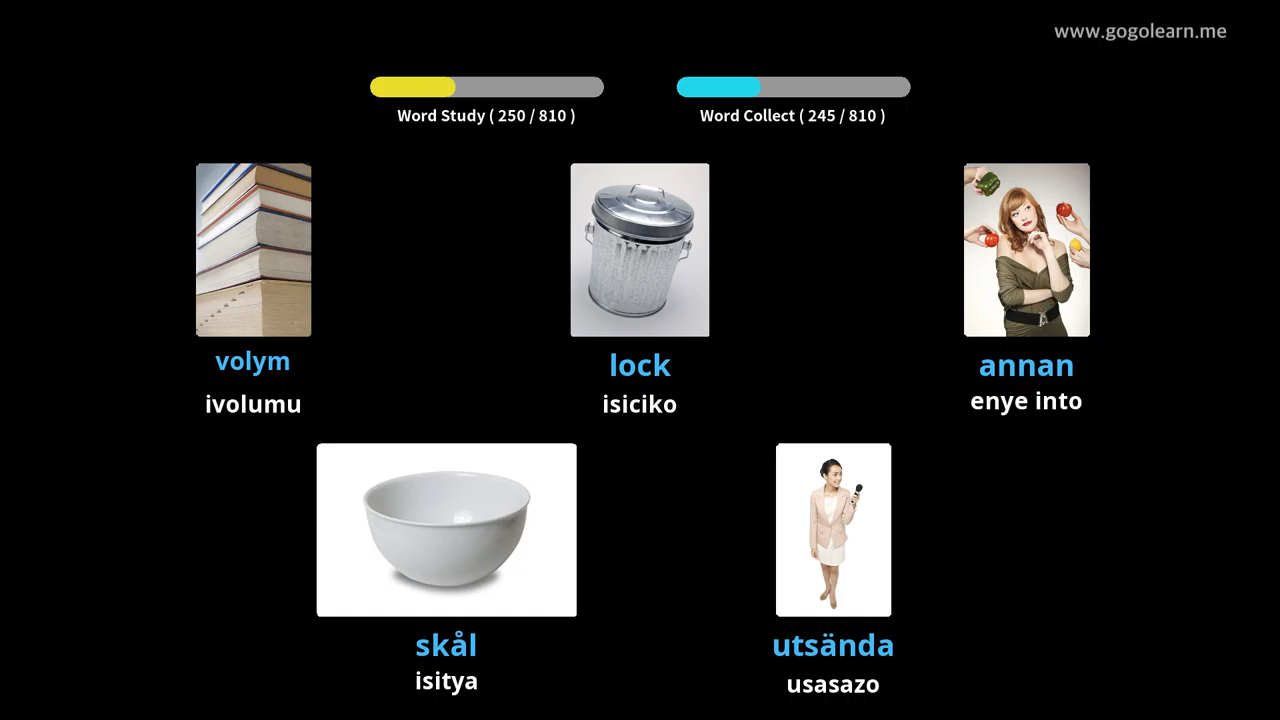 www.gogolearn.me
Word Study ( 250 / 810 )
Word Collect ( 245 / 810 )
volym
ivolumu
lock
isiciko
annan
enye into
skål
isitya
utsända
usasazo